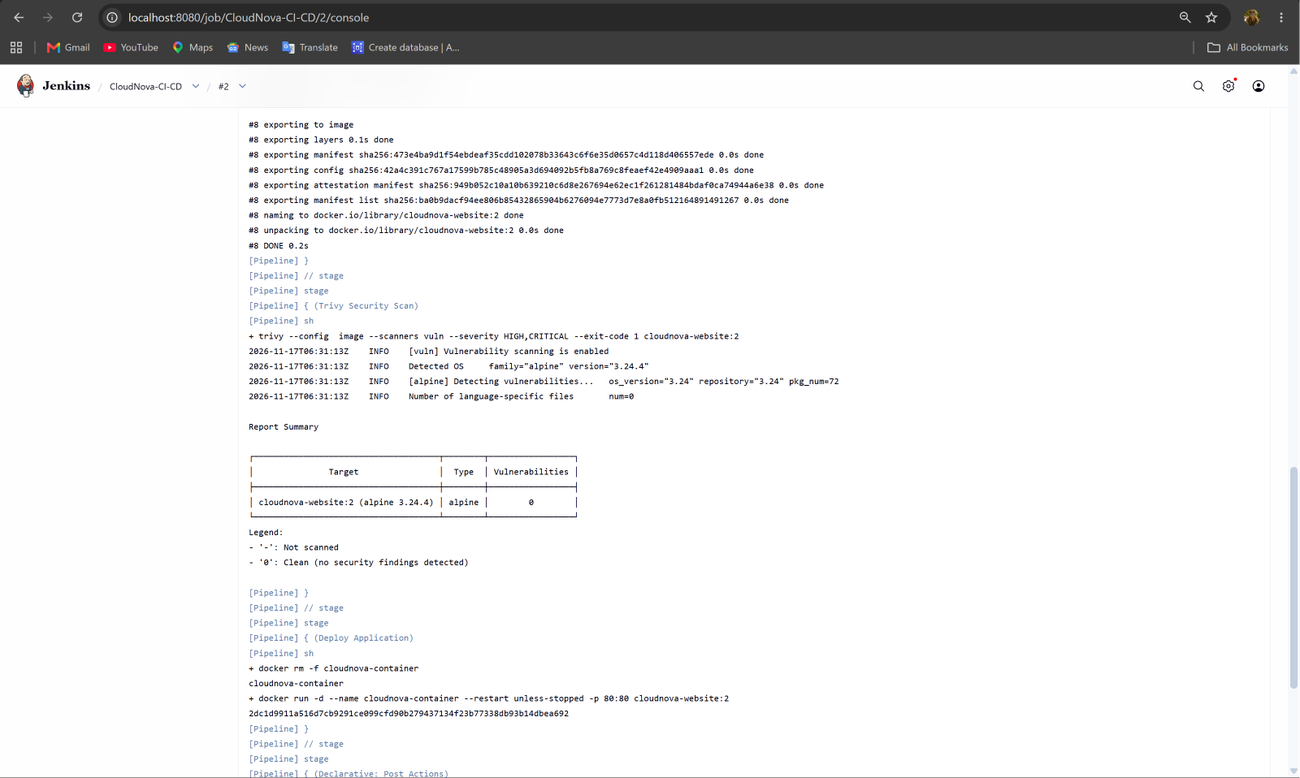 localhost:8080/job/CloudNova-CI-CD/2/console
Gmail YouTube Maps News Translate Create database | A... All Bookmarks
Jenkins / CloudNova-CI-CD / #2
#8 exporting to image
#8 exporting layers 0.1s done
#8 exporting manifest sha256:473e4ba9d1f54ebdeaf35cdd102078b33643c6f6e35d0657c4d118d406557ede 0.0s done
#8 exporting config sha256:42a4c391c767a17599b785c48905a3d694092b5fb8a769c8feaef42e4909aaa1 0.0s done
#8 exporting attestation manifest sha256:949b052c10a10b639210c6d8e267694e62ec1f261281484bdaf0ca74944a6e38 0.0s done
#8 exporting manifest list sha256:ba0b9dacf94ee806b85432865904b6276094e7773d7e8a0fb512164891491267 0.0s done
#8 naming to docker.io/library/cloudnova-website:2 done
#8 unpacking to docker.io/library/cloudnova-website:2 0.0s done
#8 DONE 0.2s
[Pipeline] }
[Pipeline] // stage
[Pipeline] stage
[Pipeline] { (Trivy Security Scan)
[Pipeline] sh
+ trivy --config  image --scanners vuln --severity HIGH,CRITICAL --exit-code 1 cloudnova-website:2
2026-11-17T06:31:13Z INFO [vuln] Vulnerability scanning is enabled
2026-11-17T06:31:13Z INFO Detected OS family="alpine" version="3.24.4"
2026-11-17T06:31:13Z INFO [alpine] Detecting vulnerabilities... os_version="3.24" repository="3.24" pkg_num=72
2026-11-17T06:31:13Z INFO Number of language-specific files num=0
Report Summary
Target Type Vulnerabilities
cloudnova-website:2 (alpine 3.24.4) alpine 0
Legend:
- '-': Not scanned
- '0': Clean (no security findings detected)
[Pipeline] }
[Pipeline] // stage
[Pipeline] stage
[Pipeline] { (Deploy Application)
[Pipeline] sh
+ docker rm -f cloudnova-container
cloudnova-container
+ docker run -d --name cloudnova-container --restart unless-stopped -p 80:80 cloudnova-website:2
2dc1d9911a516d7cb9291ce099cfd90b279437134f23b77338db93b14dbea692
[Pipeline] }
[Pipeline] // stage
[Pipeline] stage
[Pipeline] { (Declarative: Post Actions)